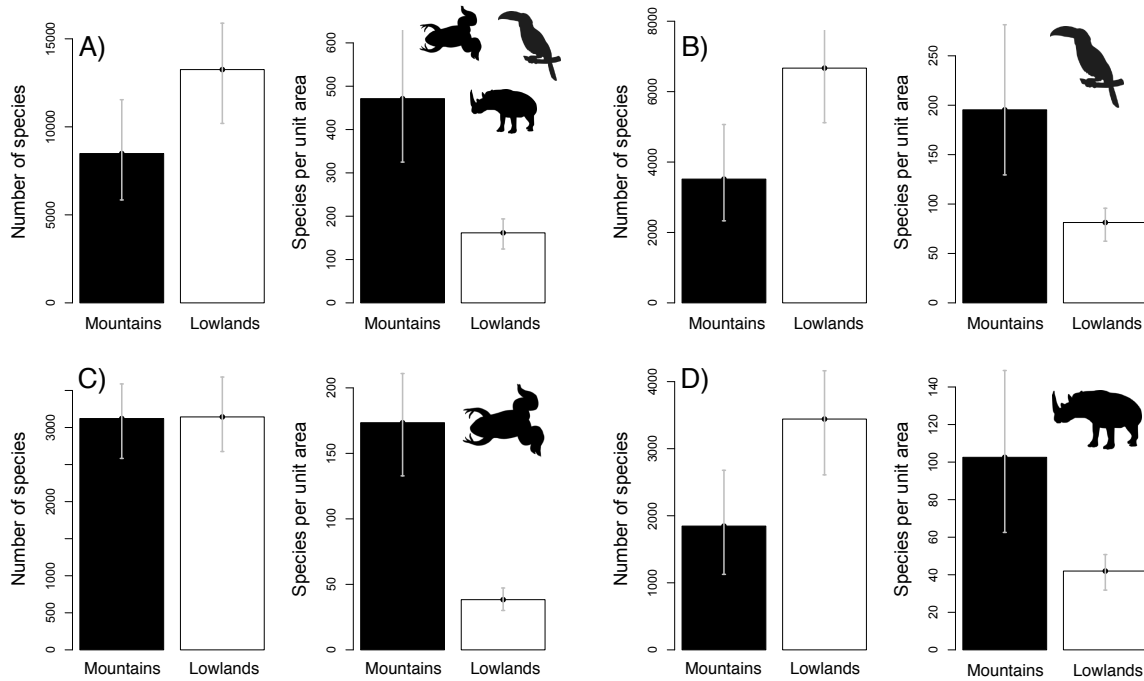 A)
Number of species
0
5000
10000
15000
Mountains
Lowlands
Species per unit area
0
100
200
300
400
500
600
Mountains
Lowlands
B)
Number of species
0
2000
4000
6000
8000
Mountains
Lowlands
Species per unit area
0
50
100
150
200
250
Mountains
Lowlands
C)
Number of species
0
500
1000
2000
3000
Mountains
Lowlands
Species per unit area
0
50
100
150
200
Mountains
Lowlands
D)
Number of species
0
1000
2000
3000
4000
Mountains
Lowlands
Species per unit area
0
20
40
60
80
100
120
140
Mountains
Lowlands